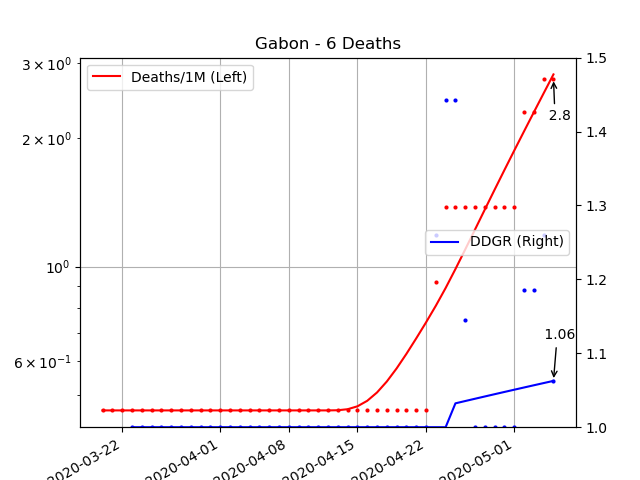 Gabon - 6 Deaths
Deaths/1M (Left)
3 × 10⁰
2 × 10⁰
10⁰
6 × 10⁻¹
1.5
1.4
1.3
1.2
1.1
1.0
2.8
DDGR (Right)
1.06
2020-03-22
2020-04-01
2020-04-08
2020-04-15
2020-04-22
2020-05-01